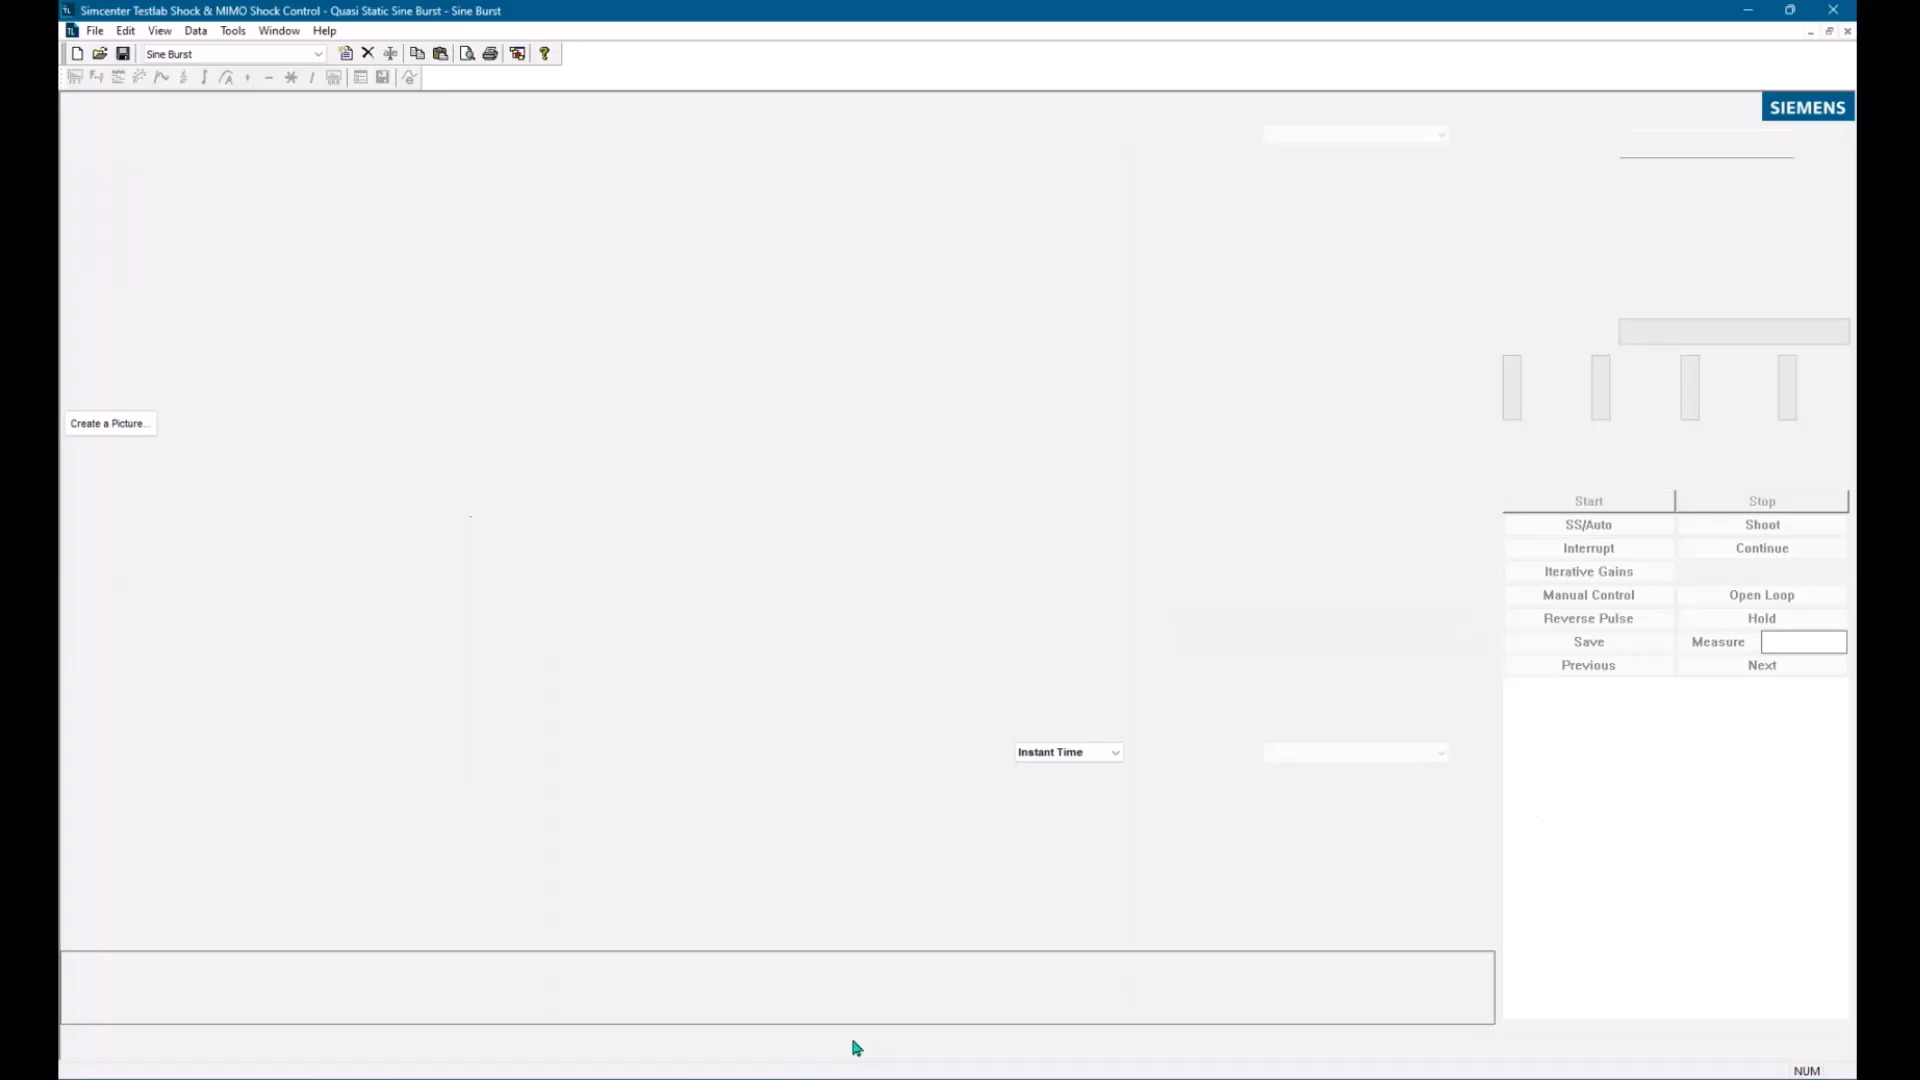 Simcenter Testlab Shock & MIMO Shock Control - Quasi Static Sine Burst - Sine Burst
File Edit View Data Tools Window Help
Sine Burst
SIEMENS
Create a Picture...
Start Stop
SS/Auto Shoot
Interrupt Continue
Iterative Gains
Manual Control Open Loop
Reverse Pulse Hold
Save Measure
Previous Next
Instant Time
NUM